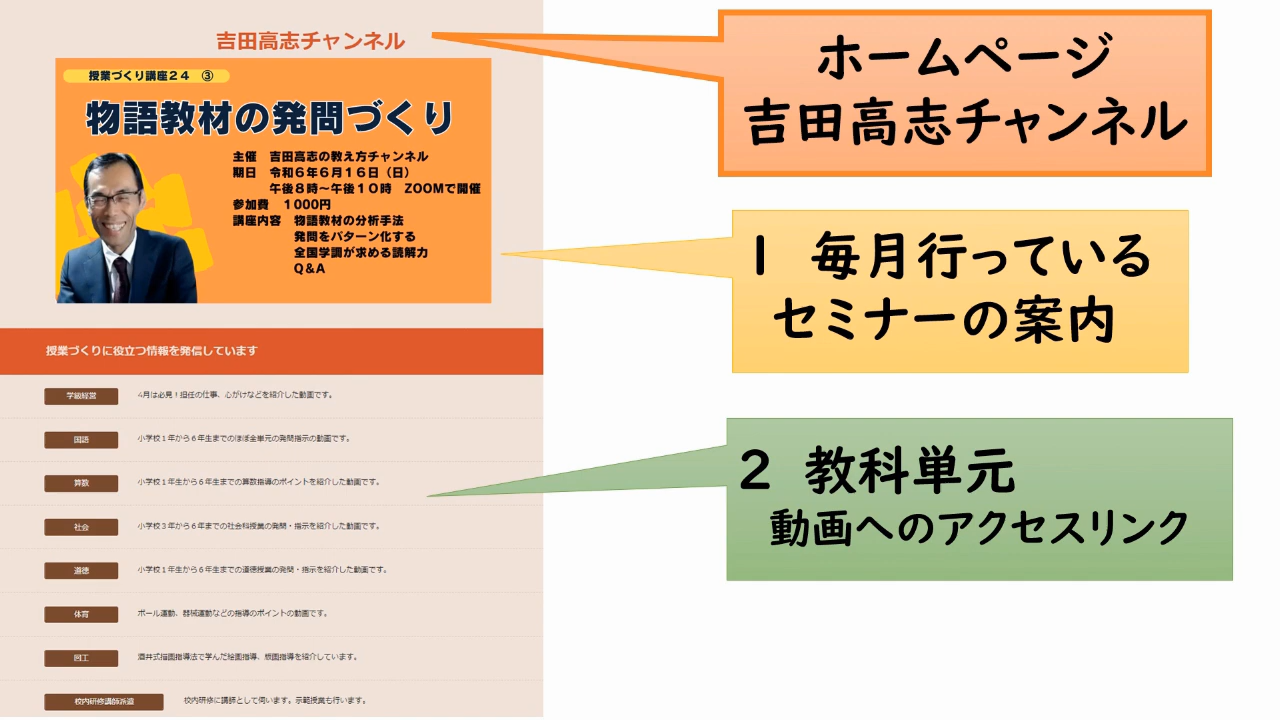 吉田高志チャンネル
授業づくり講座24 ③
物語教材の発問づくり
主催 吉田高志の教え方チャンネル
期日 令和6年6月16日（日）
午後8時～午後10時 ZOOMで開催
参加費 1000円
講座内容 物語教材の分析手法
発問をパターン化する
全国学調が求める読解力
Q&A
授業づくりに役立つ情報を発信しています
学級経営 4月は必見！担任の仕事、心がけなどを紹介した動画です。
国語 小学校１年から６年生までのほぼ全単元の発問指示の動画です。
算数 小学校１年生から６年生までの算数指導のポイントを紹介した動画です。
社会 小学校３年から６年までの社会科授業の発問・指示を紹介した動画です。
道徳 小学校１年生から６年生までの道徳授業の発問・指示を紹介した動画です。
体育 ボール運動、器械運動などの指導のポイントの動画です。
図工 酒井式描画指導法で学んだ絵画指導、版画指導を紹介しています。
校内研修講師派遣 校内研修に講師として伺います。示範授業も行います。
ホームページ
吉田高志チャンネル
1 毎月行っている
セミナーの案内
2 教科単元
動画へのアクセスリンク